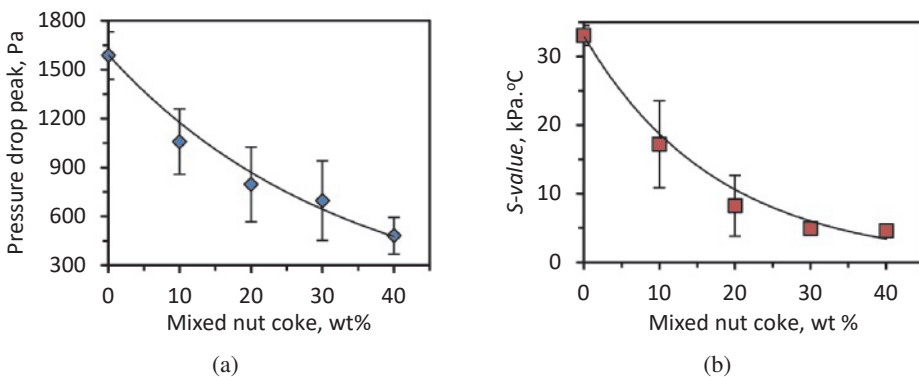 1800
1500
1200
900
600
300
0 10 20 30 40
Pressure drop peak, Pa
Mixed nut coke, wt%
(a)
30
20
10
0
0 10 20 30 40
S-value, kPa.°C
Mixed nut coke, wt %
(b)